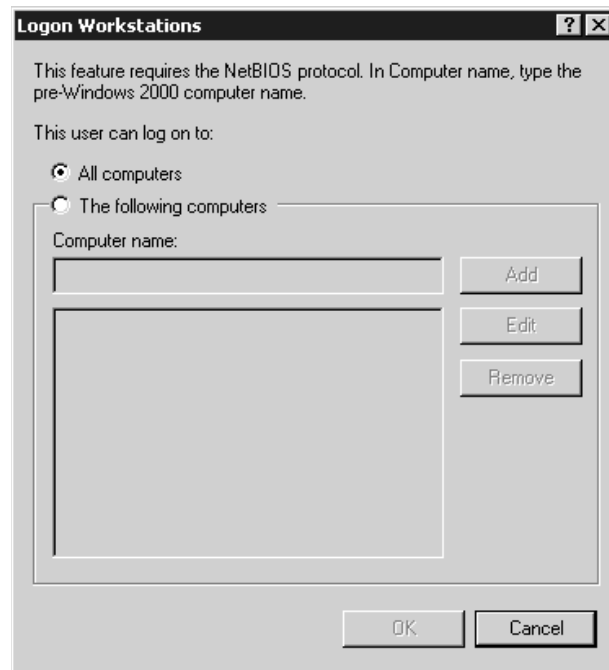 Logon Workstations
This feature requires the NetBIOS protocol. In Computer name, type the
pre-Windows 2000 computer name.
This user can log on to:
All computers
The following computers
Computer name:
Add
Edit
Remove
OK
Cancel